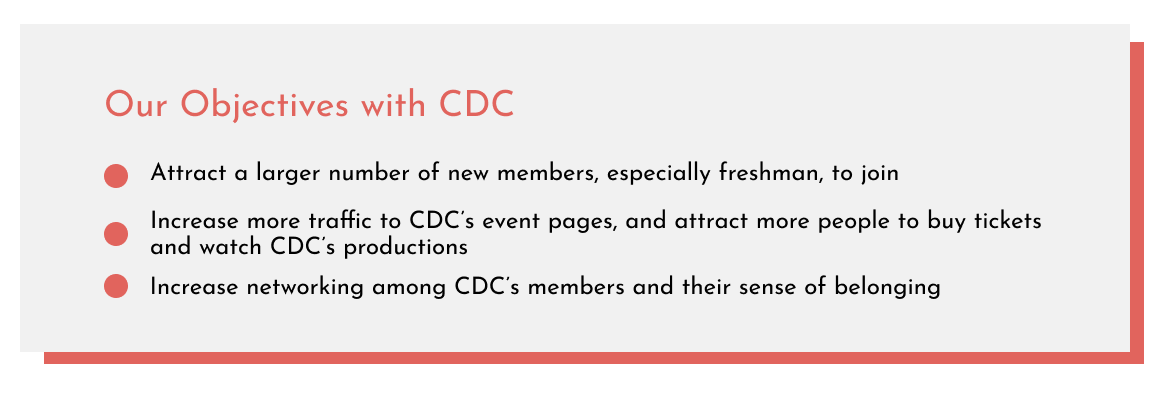 Our Objectives with CDC
Attract a larger number of new members, especially freshman, to join
Increase more traffic to CDC's event pages, and attract more people to buy tickets
and watch CDC's productions
Increase networking among CDC's members and their sense of belonging